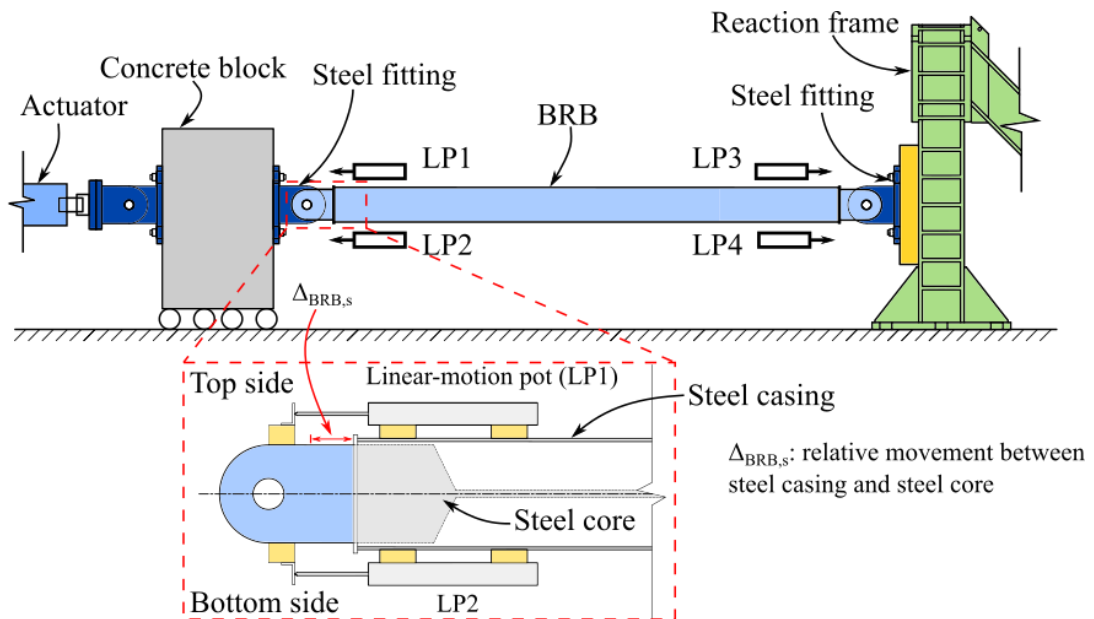 Reaction frame
Concrete block
Steel fitting
Actuator
BRB
Steel fitting
LP1
LP3
LP2
LP4
Δ_BRB,s
Top side
Linear-motion pot (LP1)
Steel casing
Δ_BRB,s: relative movement between
steel casing and steel core
Steel core
Bottom side
LP2